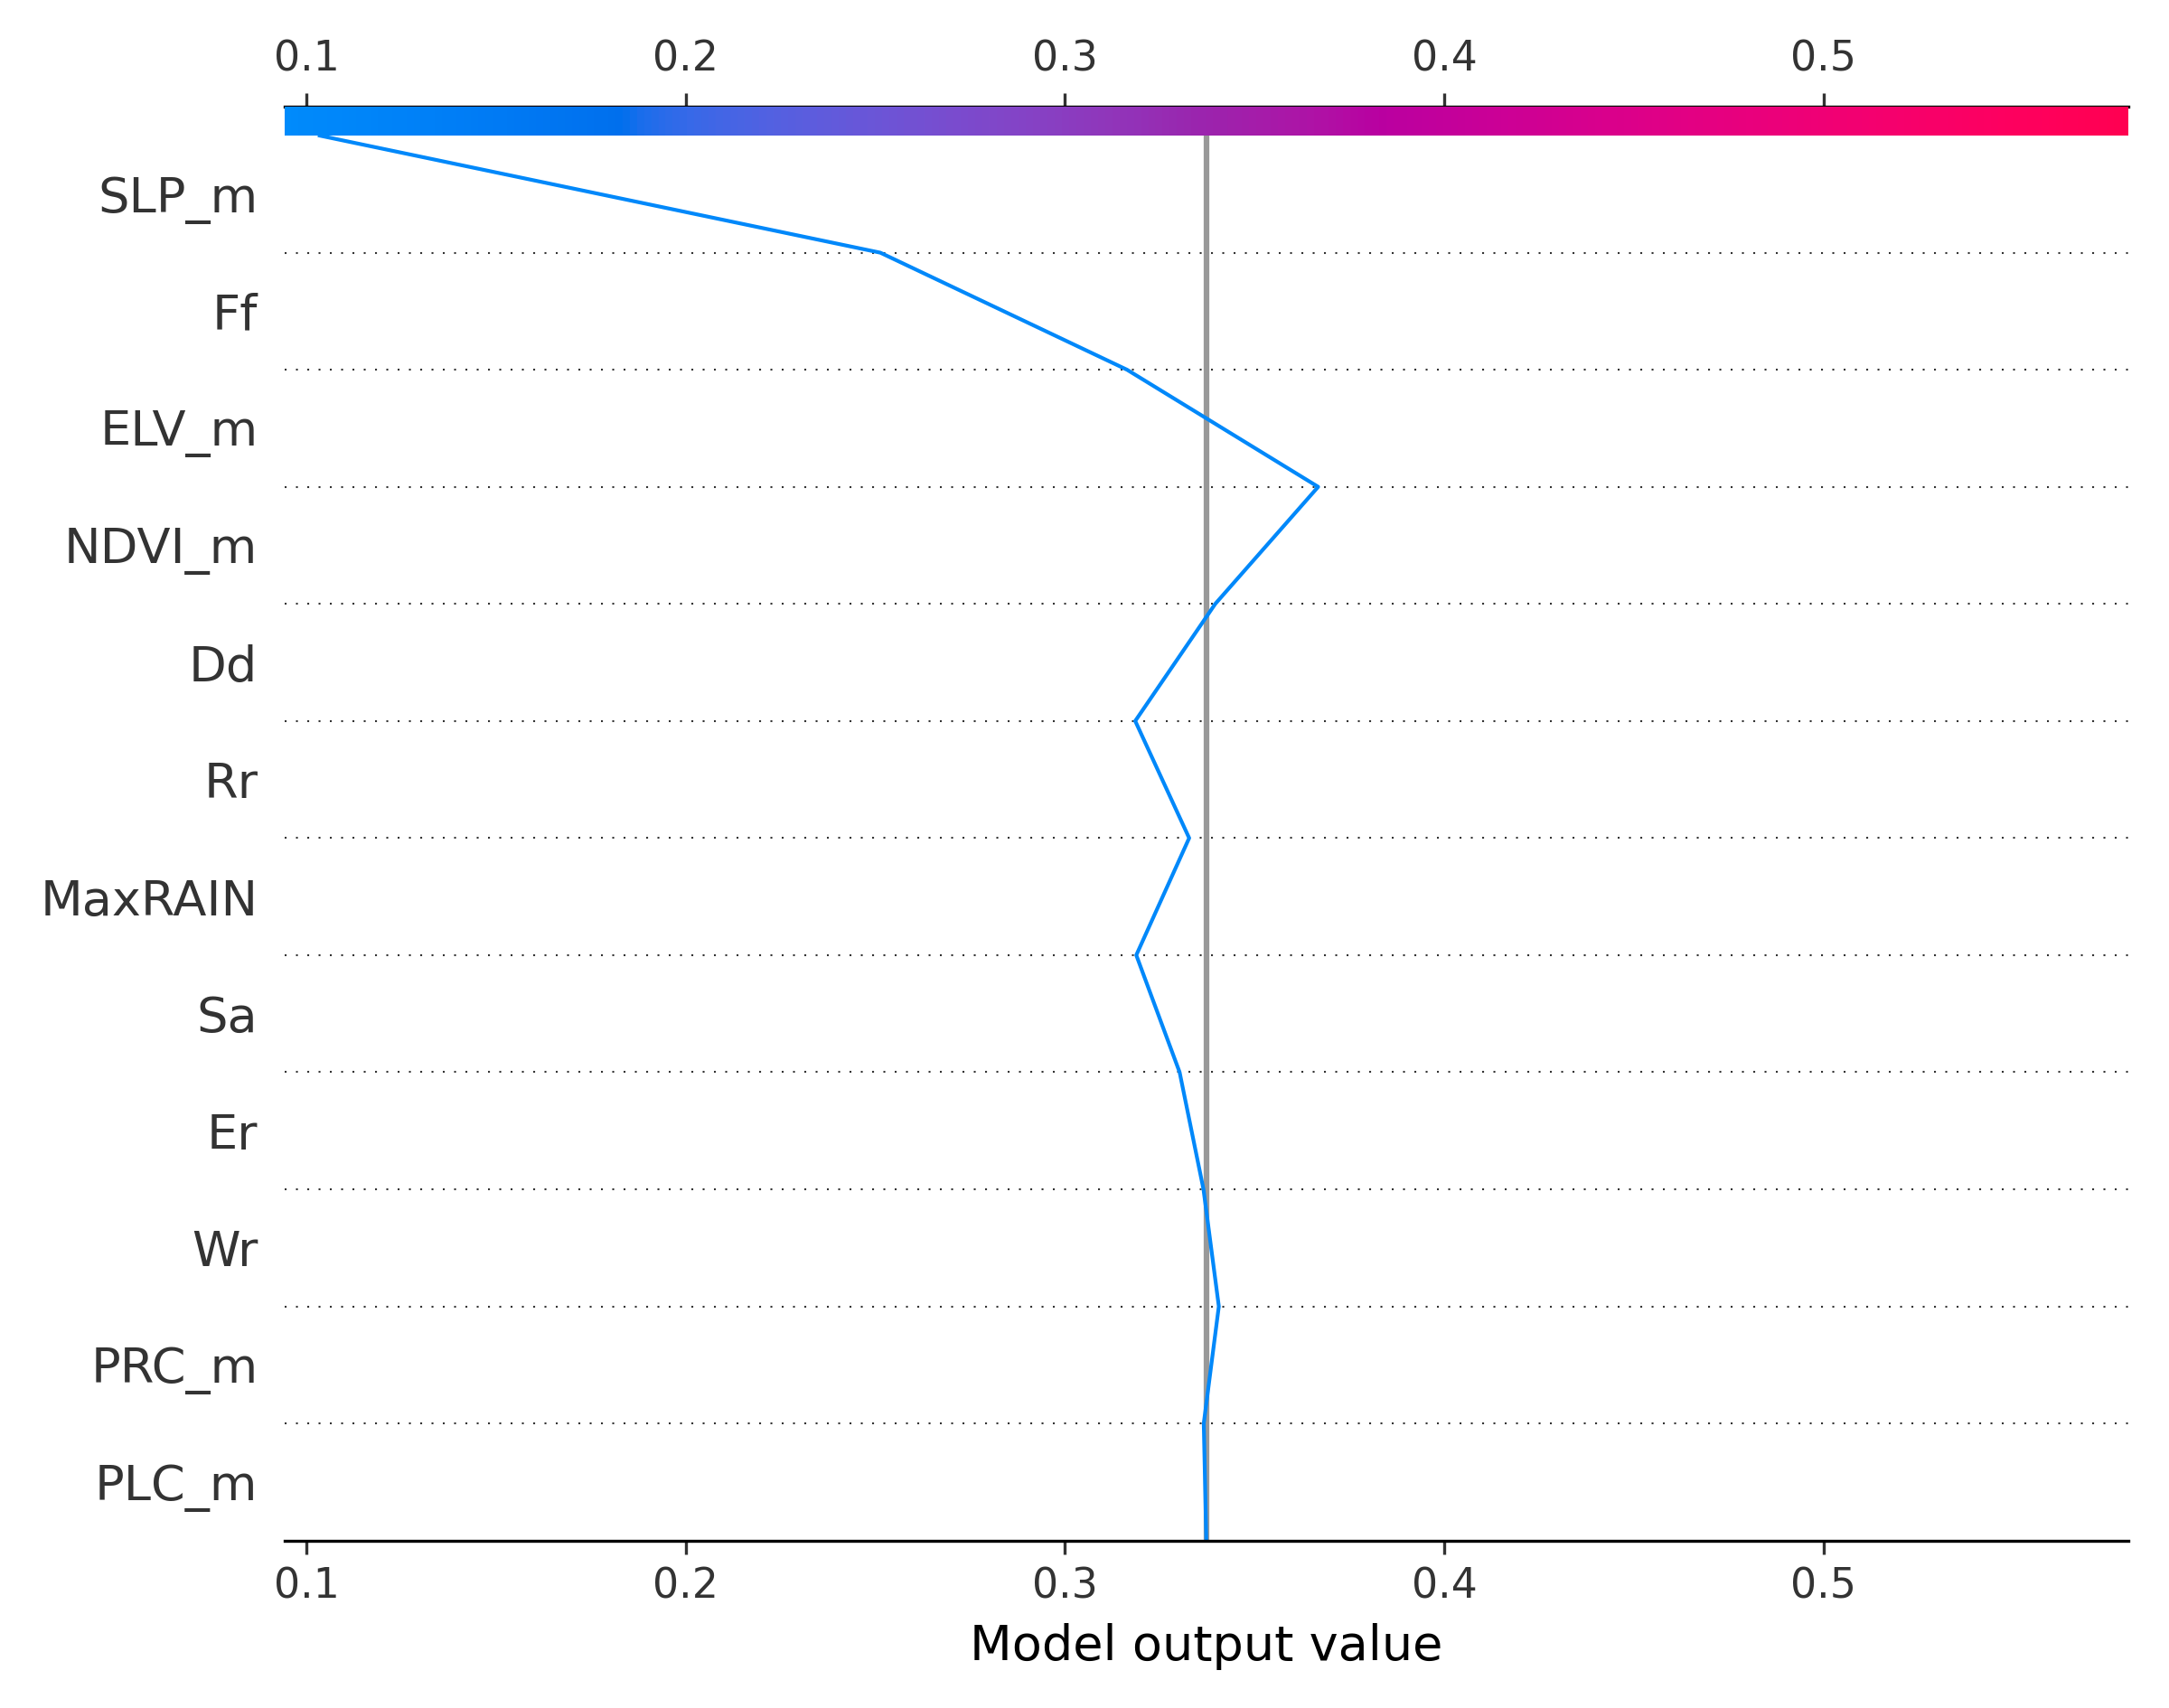 0.1 0.2 0.3 0.4 0.5
SLP_m
Ff
ELV_m
NDVI_m
Dd
Rr
MaxRAIN
Sa
Er
Wr
PRC_m
PLC_m
0.1 0.2 0.3 0.4 0.5
Model output value